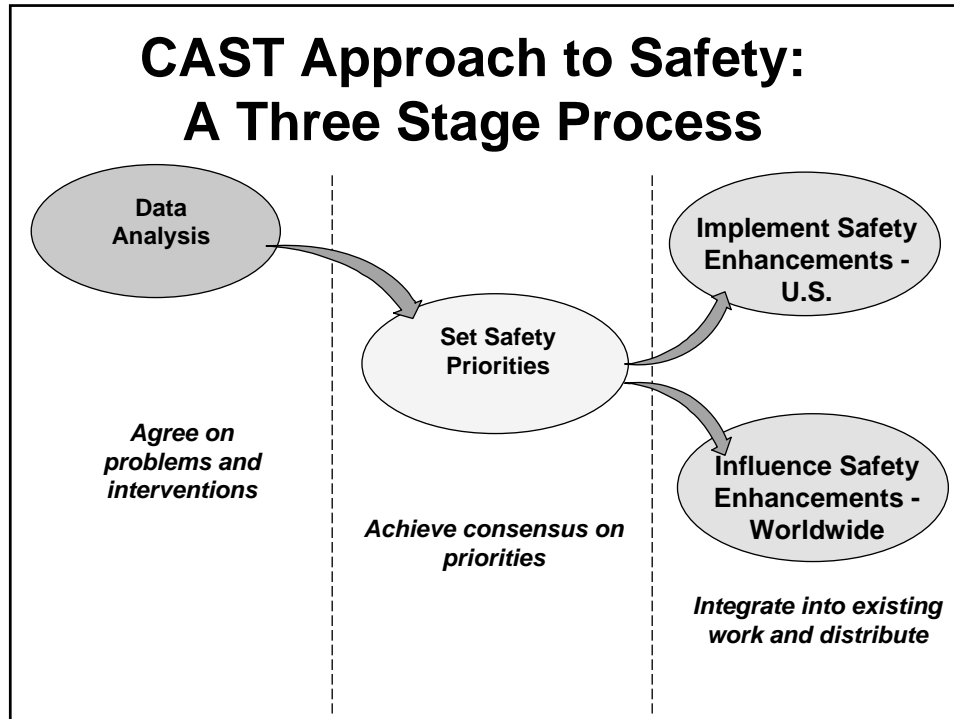 CAST Approach to Safety:
A Three Stage Process
Data
Analysis
Agree on
problems and
interventions
Set Safety
Priorities
Achieve consensus on
priorities
Implement Safety
Enhancements -
U.S.
Influence Safety
Enhancements -
Worldwide
Integrate into existing
work and distribute